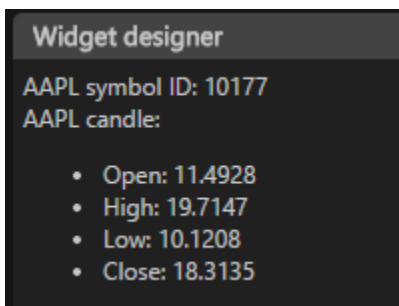 Widget designer
AAPL symbol ID: 10177
AAPL candle:
• Open: 11.4928
• High: 19.7147
• Low: 10.1208
• Close: 18.3135